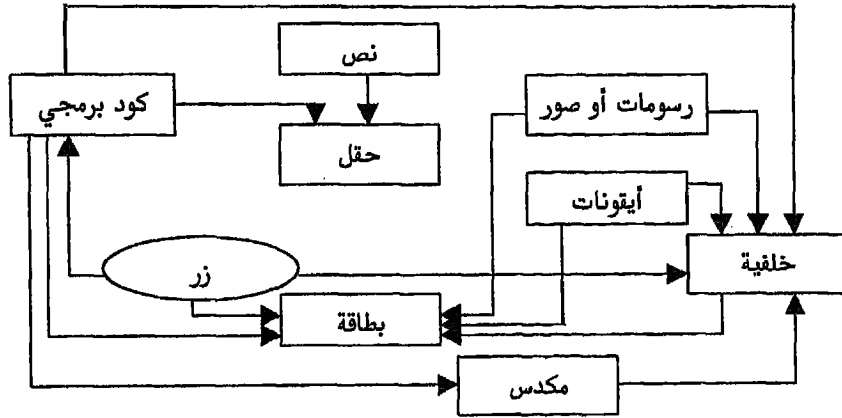 نص
كود برمجي
رسومات أو صور
حقل
أيقونات
خلفية
زر
بطاقة
مكدس